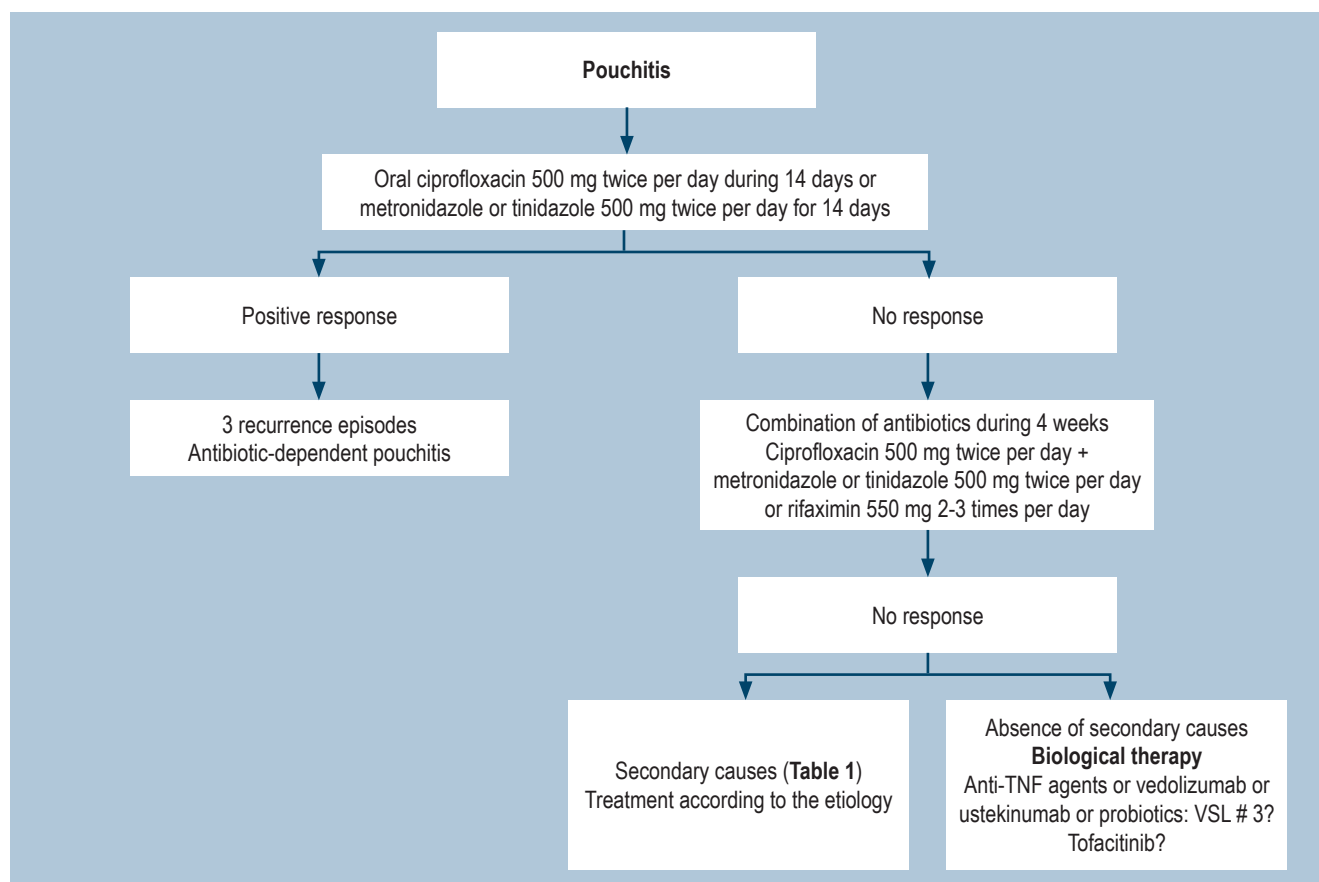 Pouchitis
Oral ciprofloxacin 500 mg twice per day during 14 days or
metronidazole or tinidazole 500 mg twice per day for 14 days
Positive response
No response
3 recurrence episodes
Antibiotic-dependent pouchitis
Combination of antibiotics during 4 weeks
Ciprofloxacin 500 mg twice per day +
metronidazole or tinidazole 500 mg twice per day
or rifaximin 550 mg 2-3 times per day
No response
Secondary causes (Table 1)
Treatment according to the etiology
Absence of secondary causes
Biological therapy
Anti-TNF agents or vedolizumab or
ustekinumab or probiotics: VSL # 3?
Tofacitinib?